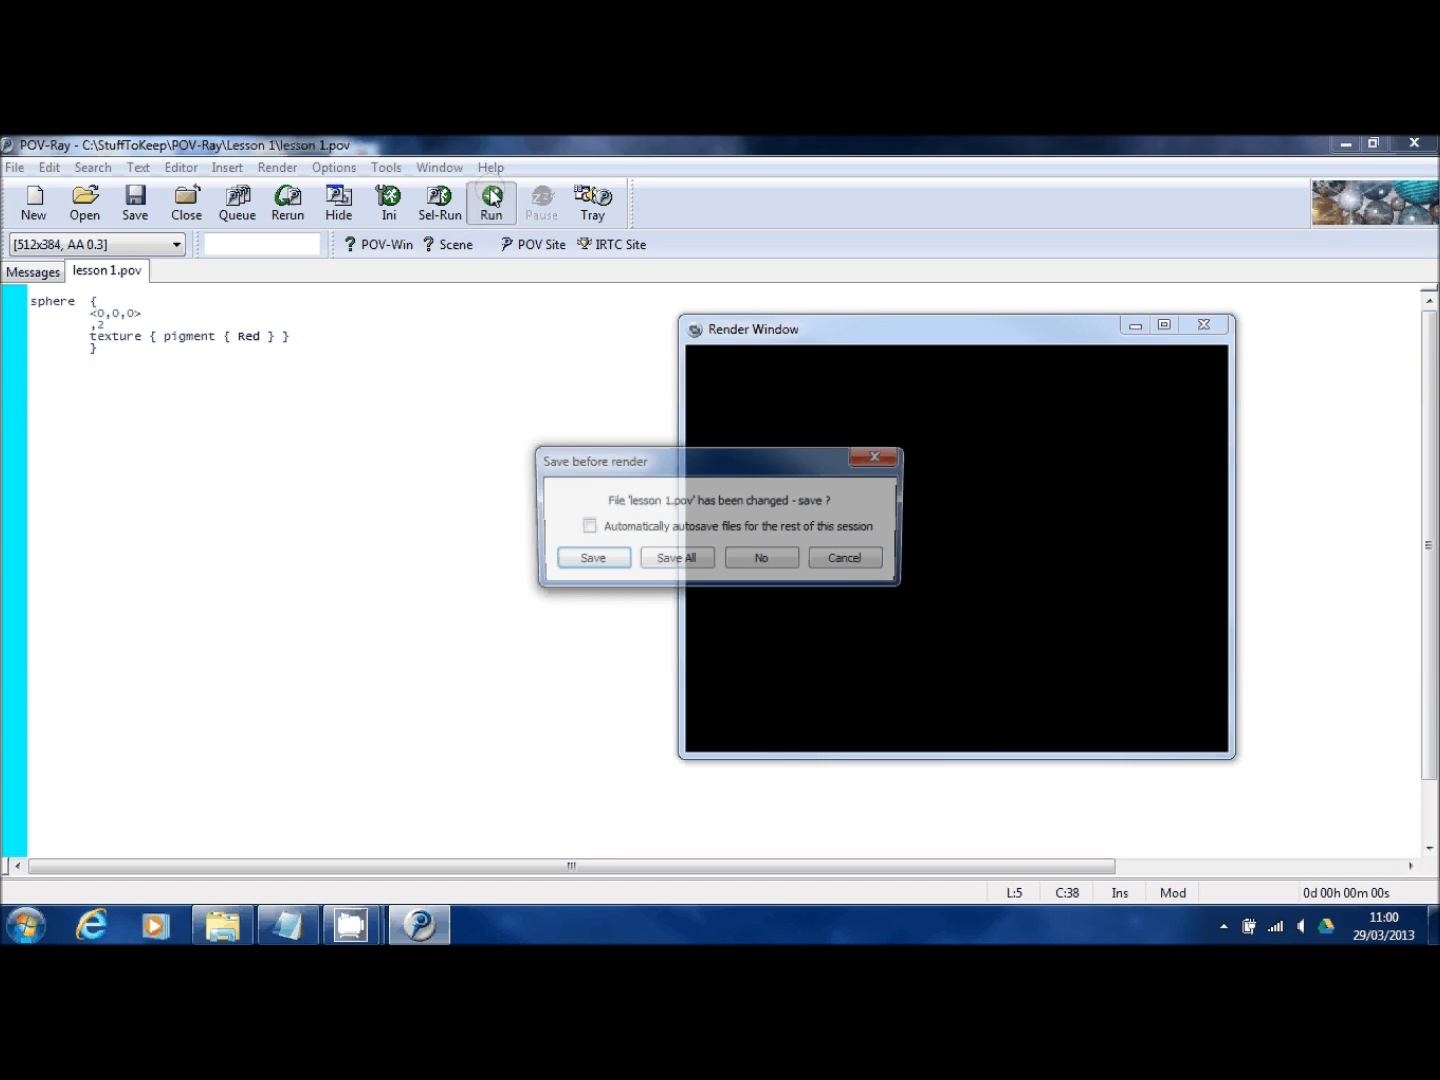 POV-Ray - C:\StuffToKeep\POV-Ray\Lesson 1\lesson 1.pov
File Edit Search Text Editor Insert Render Options Tools Window Help
New Open Save Close Queue Rerun Hide Ini Sel-Run Run Pause Tray
[512x384, AA 0.3] ? POV-Win ? Scene POV Site IRTC Site
Messages lesson 1.pov
sphere {
<0,0,0>
,2
texture { pigment { Red } }
}
Render Window
Save before render
File 'lesson 1.pov' has been changed - save ?
Automatically autosave files for the rest of this session
Save Save All No Cancel
L:5 C:38 Ins Mod 0d 00h 00m 00s
11:00
29/03/2013